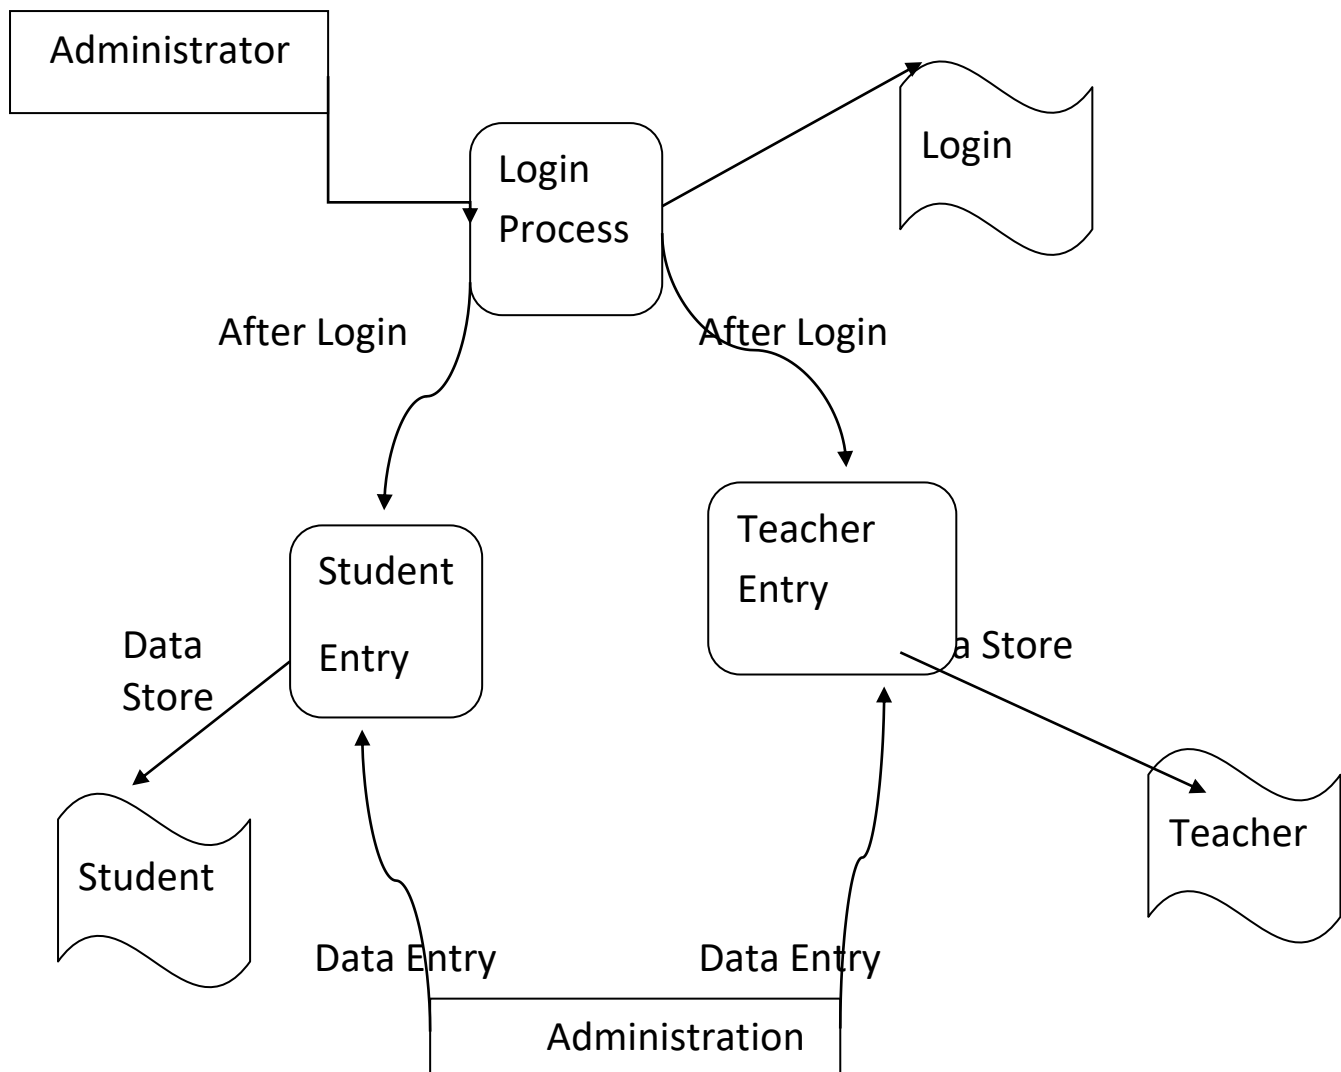 Administrator
Login
Login
Process
After Login
After Login
Teacher
Entry
Student
Entry
Data
Store
a Store
Teacher
Student
Data Entry
Data Entry
Administration